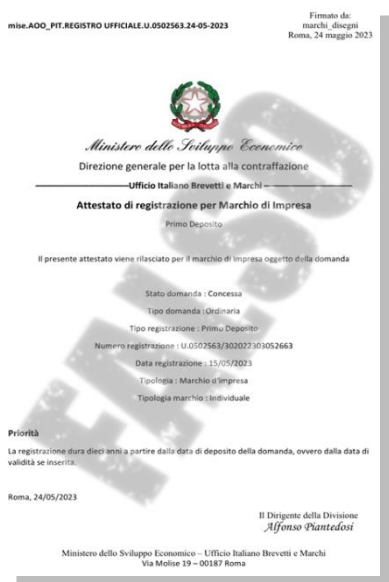 mise.AOO_PIT.REGISTRO UFFICIALE.U.0502563.24-05-2023
Firmato da:
marchi_disegni
Roma, 24 maggio 2023
Ministero dello Sviluppo Economico
Direzione generale per la lotta alla contraffazione
Ufficio Italiano Brevetti e Marchi
Attestato di registrazione per Marchio di Impresa
Primo Deposito
Il presente attestato viene rilasciato per il marchio di impresa oggetto della domanda
Stato domanda : Concessa
Tipo domanda : Ordinaria
Tipo registrazione : Primo Deposito
Numero registrazione : U.0502563/302022303052663
Data registrazione : 15/05/2023
Tipologia : Marchio d'impresa
Tipologia marchio : Individuale
FALSO
Priorità
La registrazione dura dieci anni a partire dalla data di deposito della domanda, ovvero dalla data di
validità se inserita.
Roma, 24/05/2023
Il Dirigente della Divisione
Alfonso Piantedosi
Ministero dello Sviluppo Economico – Ufficio Italiano Brevetti e Marchi
Via Molise 19 – 00187 Roma